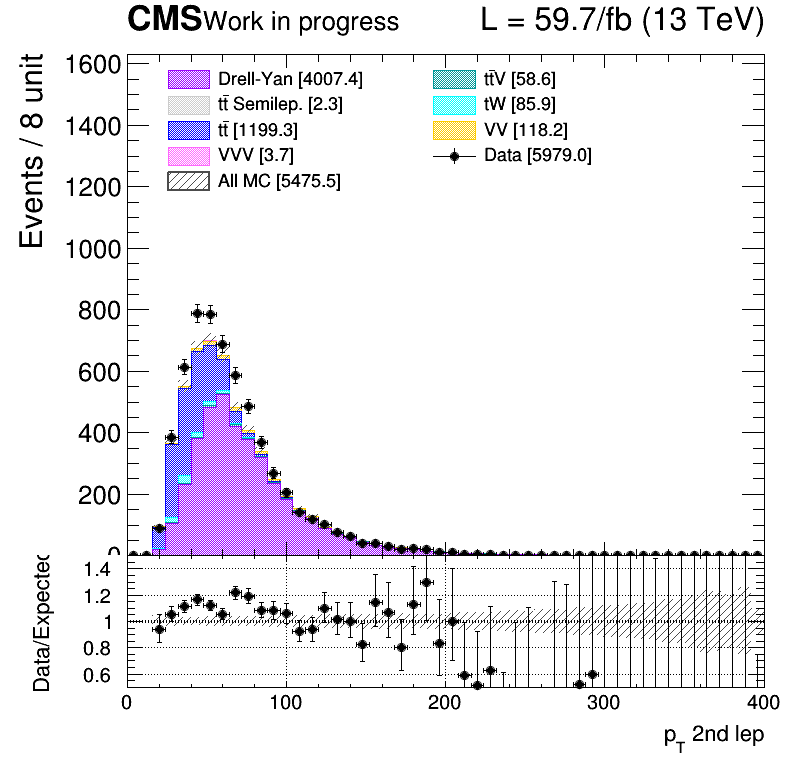 CMS Work in progress L = 59.7/fb (13 TeV)
Events / 8 unit
1600
1400
1200
1000
800
600
400
200
0
Drell-Yan [4007.4]
tt̄ Semilep. [2.3]
tt̄ [1199.3]
VVV [3.7]
All MC [5475.5]
tt̄V [58.6]
tW [85.9]
VV [118.2]
Data [5979.0]
Data/Expected
1.4
1.2
1
0.8
0.6
0 100 200 300 400
p_T 2nd lep